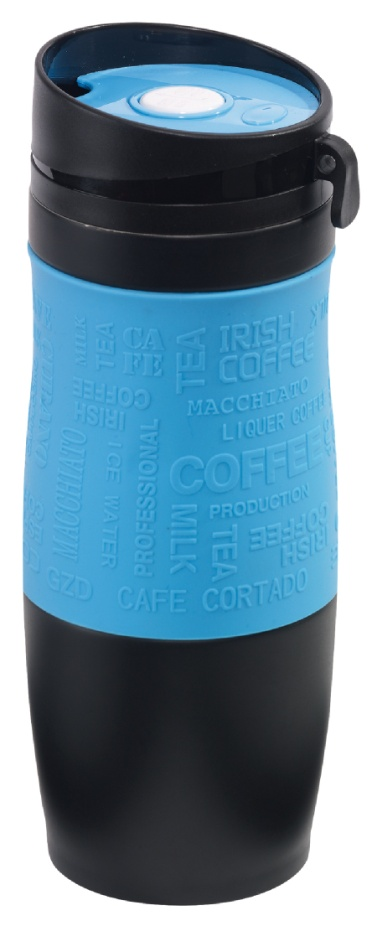 MILK
TEA
CA
FE
TEA
IRISH
COFFEE
COFFEE
IRISH
MACCHIATO
LIQUER COFFE
MACCHIATO
ICE WATER
PROFESSIONAL
COFFEE
PRODUCTION
MILK
TEA
COFFEE
IRISH
GZD
CAFE CORTADO